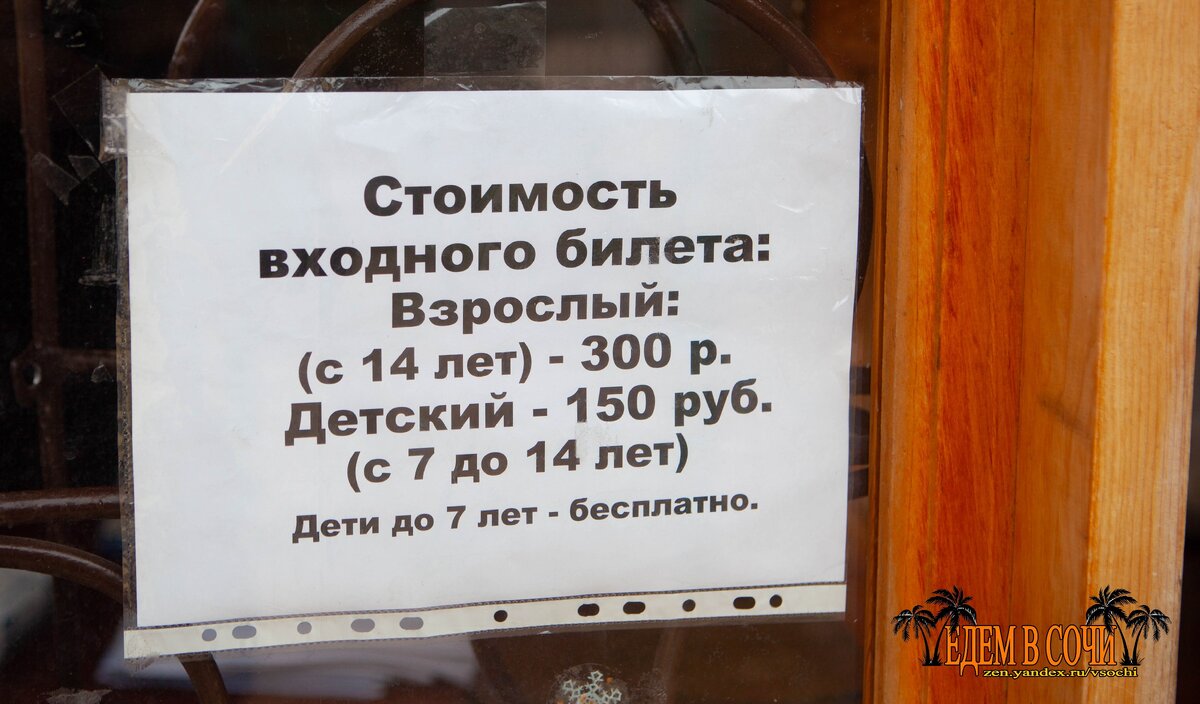 Стоимость
входного билета:
Взрослый:
(с 14 лет) - 300 р.
Детский - 150 руб.
(с 7 до 14 лет)
Дети до 7 лет - бесплатно.
ЕДЕМ В СОЧИ
zen.yandex.ru/vsochi